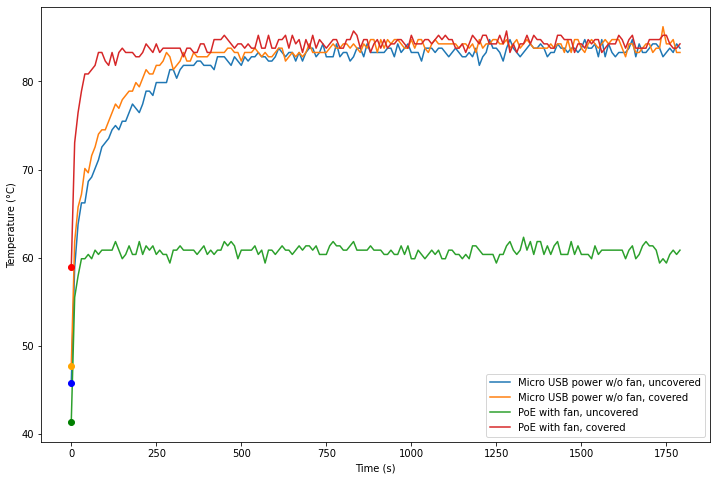 Temperature (°C)
80
70
60
50
40
0
250
500
750
1000
1250
1500
1750
Time (s)
Micro USB power w/o fan, uncovered
Micro USB power w/o fan, covered
PoE with fan, uncovered
PoE with fan, covered